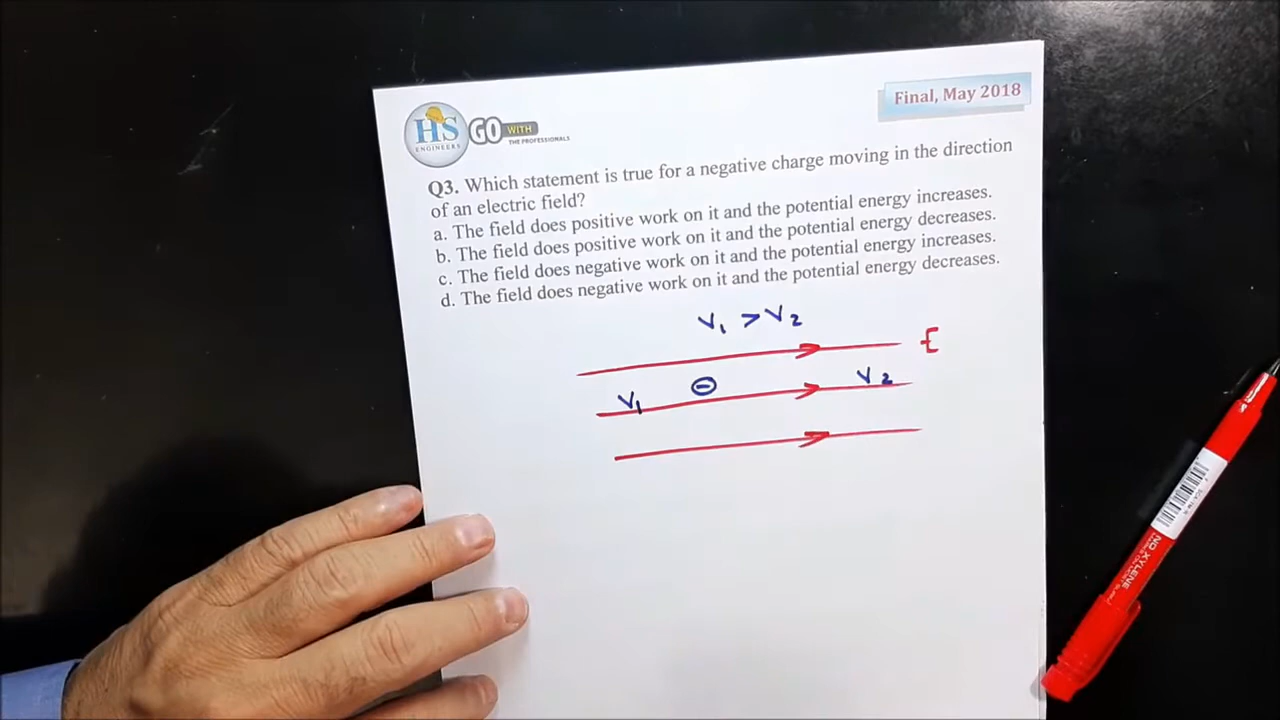 HS
ENGINEERS
GO WITH
THE PROFESSIONALS
Final, May 2018
Q3. Which statement is true for a negative charge moving in the direction
of an electric field?
a. The field does positive work on it and the potential energy increases.
b. The field does positive work on it and the potential energy decreases.
c. The field does negative work on it and the potential energy increases.
d. The field does negative work on it and the potential energy decreases.
V₁ > V₂
E
V₁ ⊖ V₂
NO XYLENE